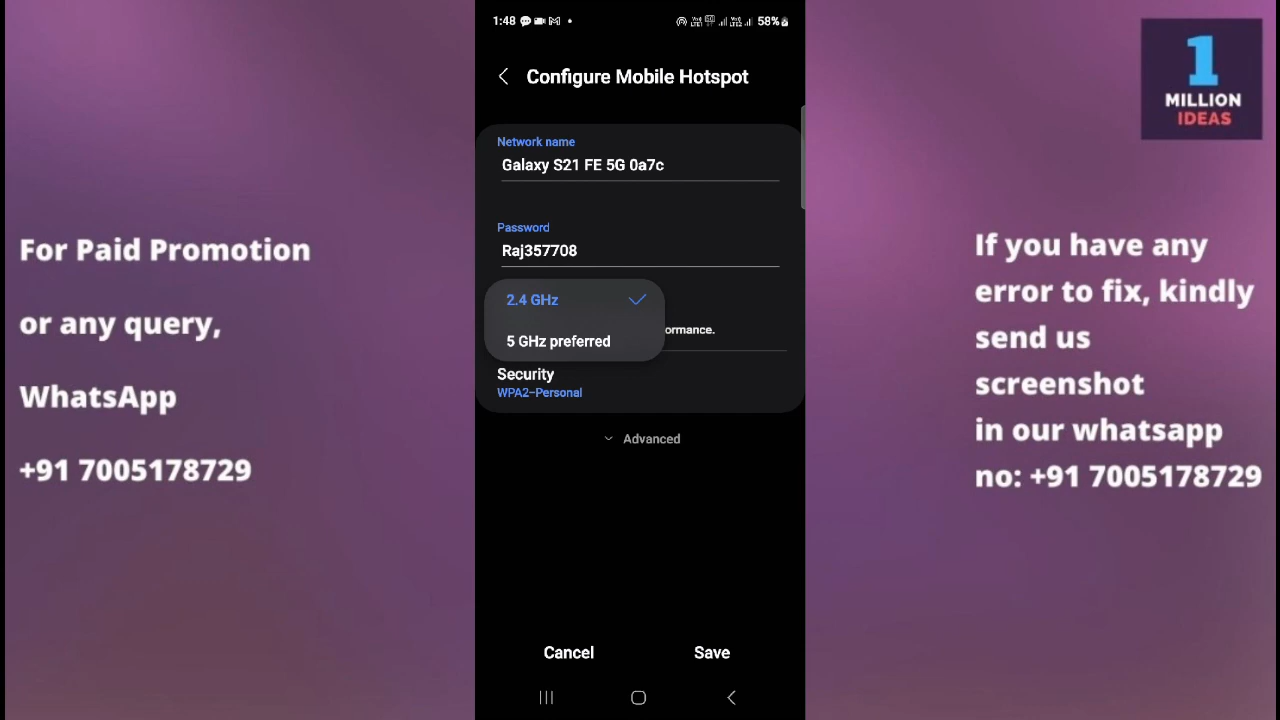 For Paid Promotion
or any query,
WhatsApp
+91 7005178729
1:48
58%
Configure Mobile Hotspot
Network name
Galaxy S21 FE 5G 0a7c
Password
Raj357708
2.4 GHz
ormance.
5 GHz preferred
Security
WPA2-Personal
Advanced
Cancel
Save
1
MILLION
IDEAS
If you have any
error to fix, kindly
send us
screenshot
in our whatsapp
no: +91 7005178729